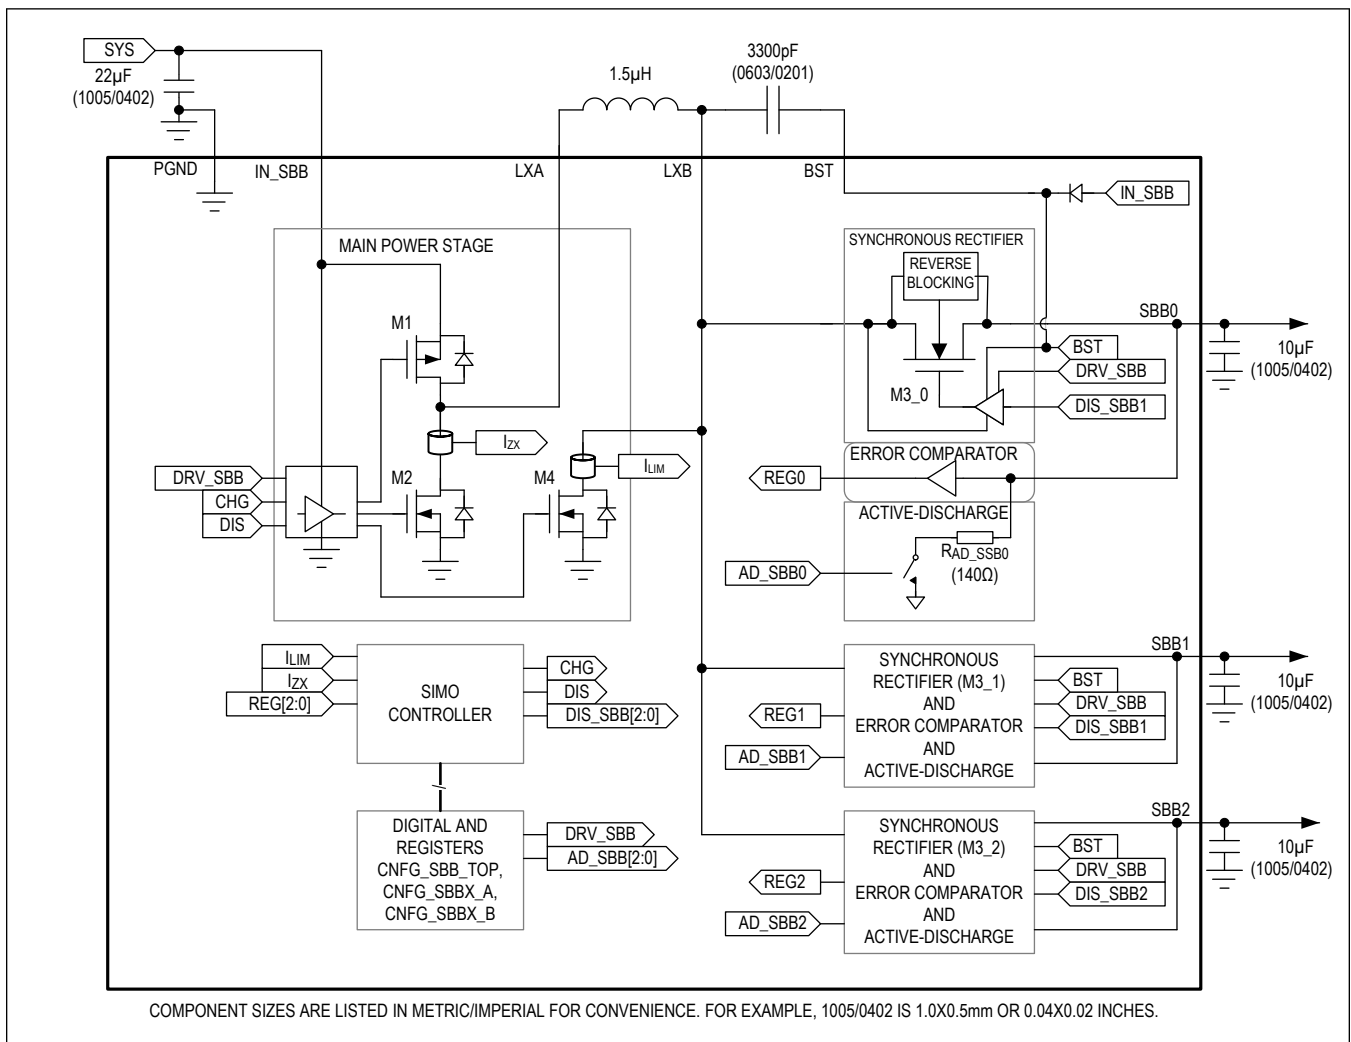 SYS
22µF
(1005/0402)
1.5µH
3300pF
(0603/0201)
PGND
IN_SBB
LXA
LXB
BST
IN_SBB
MAIN POWER STAGE
M1
IZX
M2
M4
ILIM
DRV_SBB
CHG
DIS
SYNCHRONOUS RECTIFIER
REVERSE
BLOCKING
M3_0
SBB0
BST
DRV_SBB
DIS_SBB1
10µF
(1005/0402)
ERROR COMPARATOR
REG0
ACTIVE-DISCHARGE
RAD_SSB0
(140Ω)
AD_SBB0
ILIM
IZX
REG[2:0]
SIMO
CONTROLLER
CHG
DIS
DIS_SBB[2:0]
SYNCHRONOUS
RECTIFIER (M3_1)
AND
ERROR COMPARATOR
AND
ACTIVE-DISCHARGE
REG1
AD_SBB1
SBB1
BST
DRV_SBB
DIS_SBB1
10µF
(1005/0402)
DIGITAL AND
REGISTERS
CNFG_SBB_TOP,
CNFG_SBBX_A,
CNFG_SBBX_B
DRV_SBB
AD_SBB[2:0]
SYNCHRONOUS
RECTIFIER (M3_2)
AND
ERROR COMPARATOR
AND
ACTIVE-DISCHARGE
REG2
AD_SBB2
SBB2
BST
DRV_SBB
DIS_SBB2
10µF
(1005/0402)
COMPONENT SIZES ARE LISTED IN METRIC/IMPERIAL FOR CONVENIENCE. FOR EXAMPLE, 1005/0402 IS 1.0X0.5mm OR 0.04X0.02 INCHES.